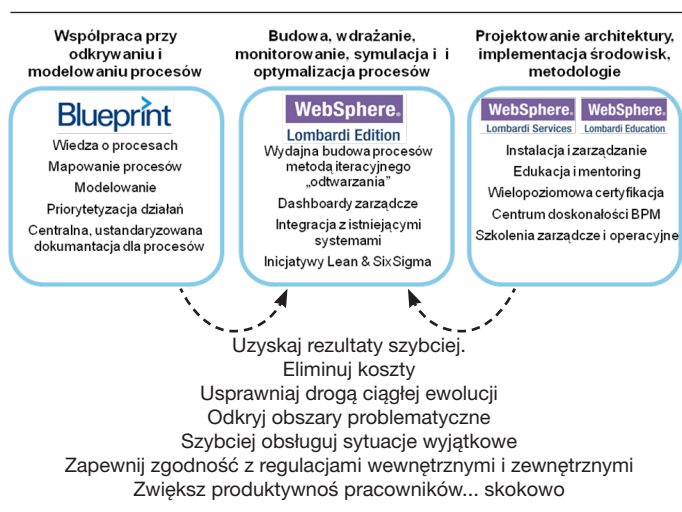 Współpraca przy
odkrywaniu i
modelowaniu procesów
Blueprint
Wiedza o procesach
Mapowanie procesów
Modelowanie
Priorytetyzacja działań
Centralna, ustandaryzowana
dokumantacja dla procesów
Budowa, wdrażanie,
monitorowanie, symulacja i i
optymalizacja procesów
WebSphere.
Lombardi Edition
Wydajna budowa procesów
metodą iteracyjnego
„odtwarzania”
Dashboardy zarządcze
Integracja z istniejącymi
systemami
Inicjatywy Lean & SixSigma
Projektowanie architektury,
implementacja środowisk,
metodologie
WebSphere.
Lombardi Services
WebSphere.
Lombardi Education
Instalacja i zarządzanie
Edukacja i mentoring
Wielopoziomowa certyfikacja
Centrum doskonałości BPM
Szkolenia zarządcze i operacyjne
Uzyskaj rezultaty szybciej.
Eliminuj koszty
Usprawniaj drogą ciągłej ewolucji
Odkryj obszary problematyczne
Szybciej obsługuj sytuacje wyjątkowe
Zapewnij zgodność z regulacjami wewnętrznymi i zewnętrznymi
Zwiększ produktywnoś pracowników... skokowo